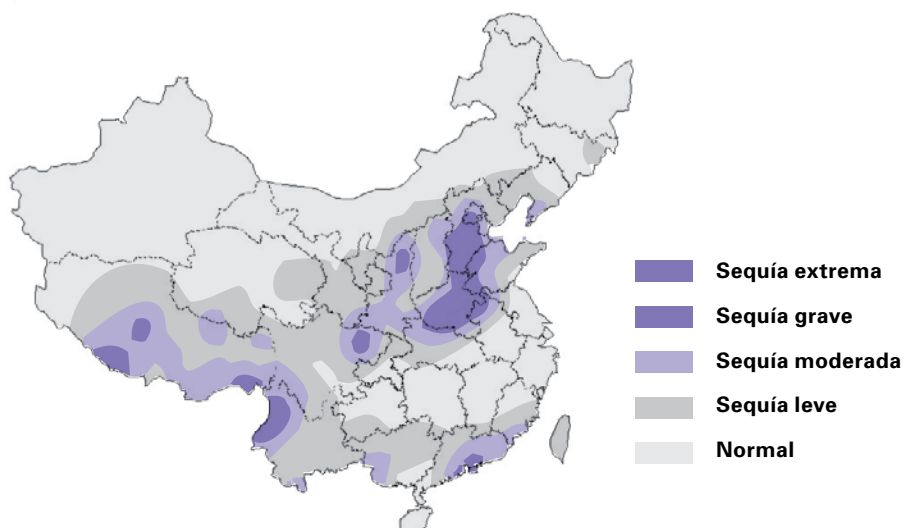 Sequía extrema
Sequía grave
Sequía moderada
Sequía leve
Normal